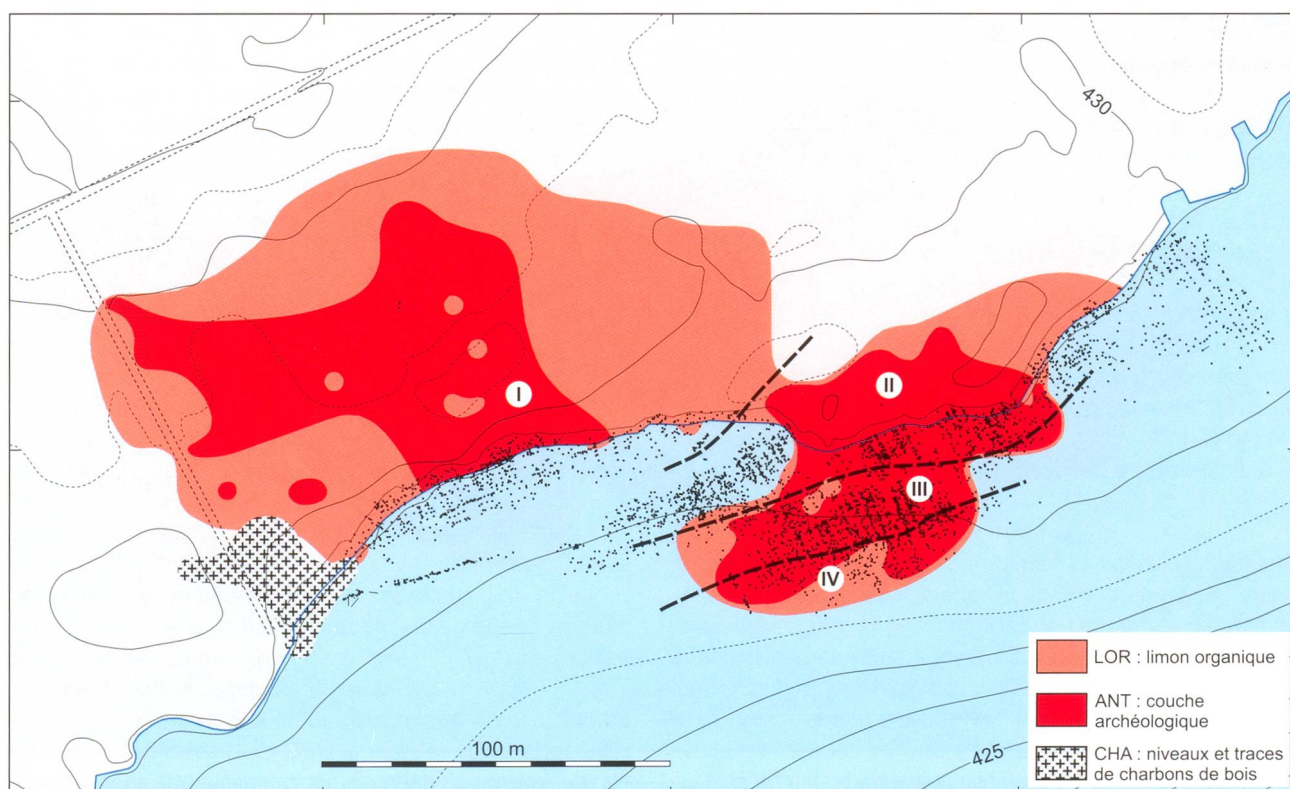 430
I
II
III
IV
LOR : limon organique
ANT : couche
archéologique
CHA : niveaux et traces
de charbons de bois
100 m
425